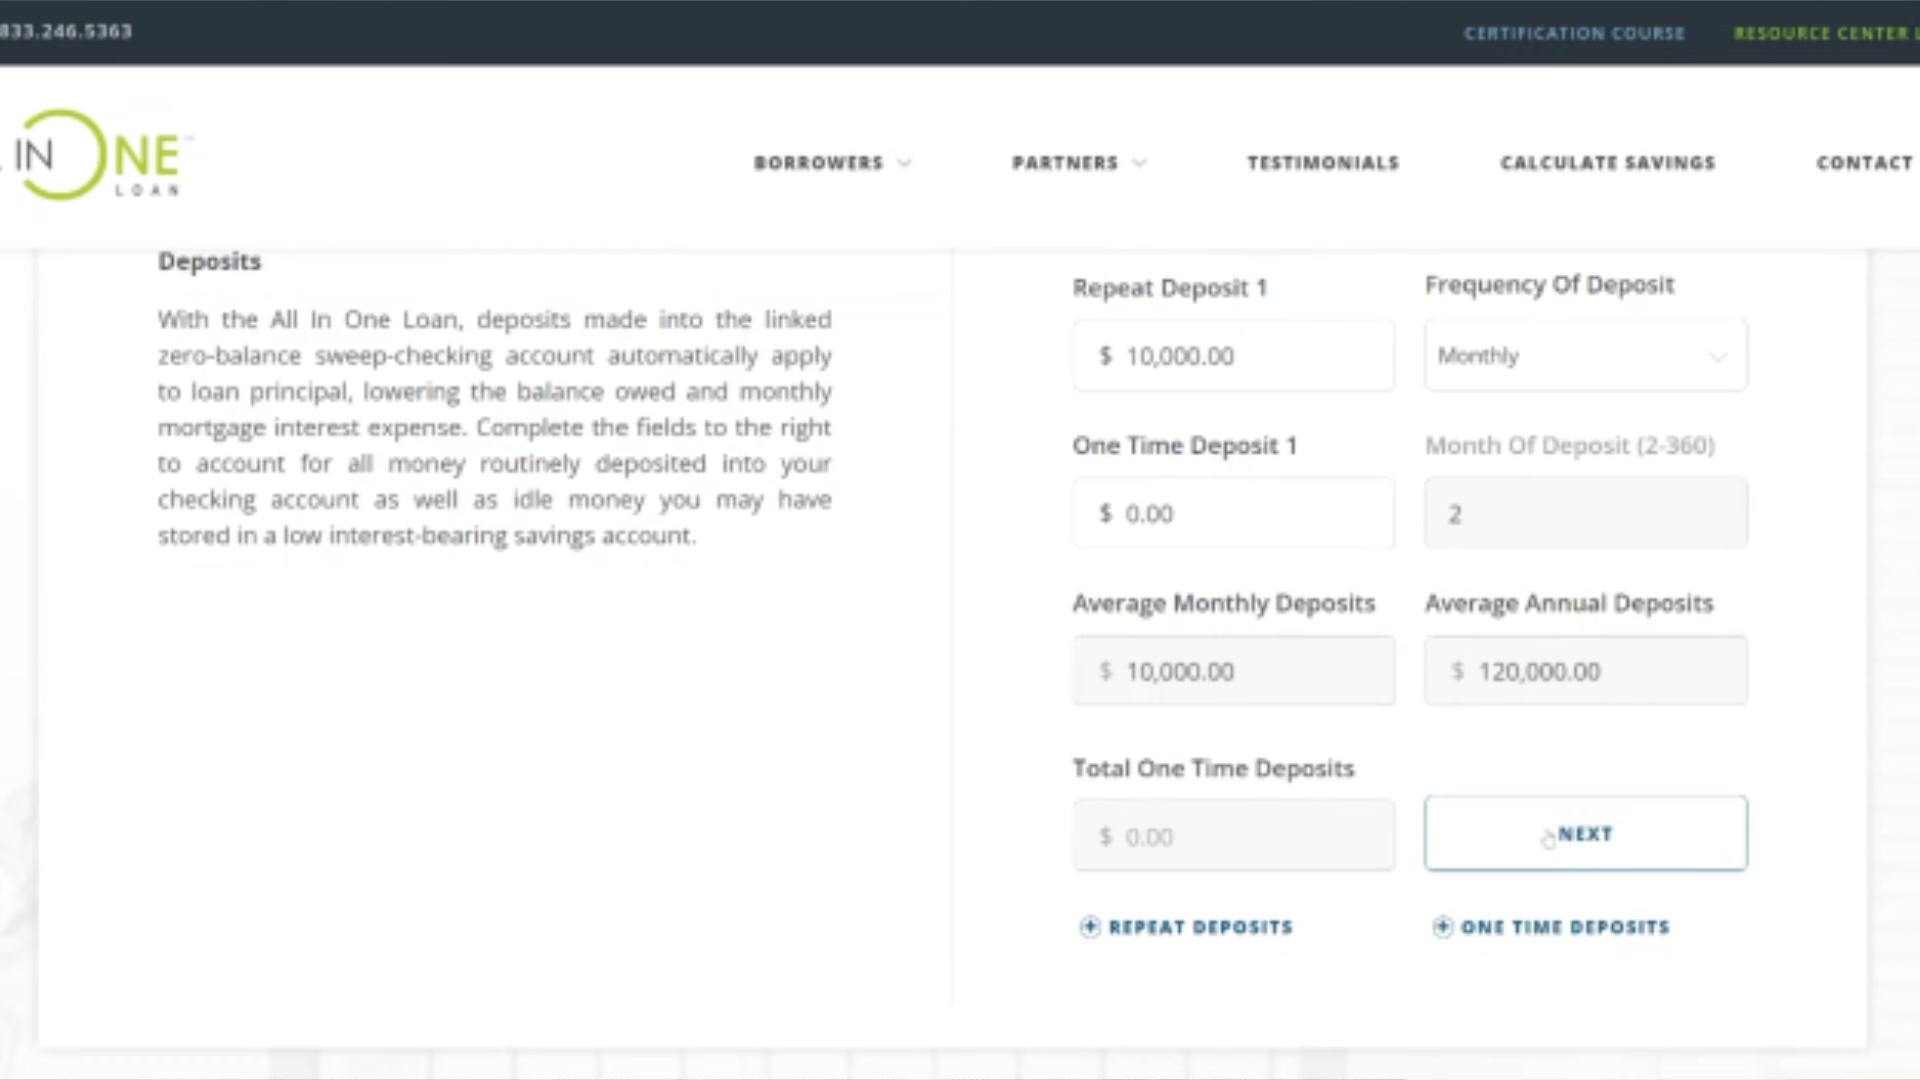 833.246.5363
CERTIFICATION COURSE
RESOURCE CENTER
IN ONE
LOAN
BORROWERS
PARTNERS
TESTIMONIALS
CALCULATE SAVINGS
CONTACT
Deposits
With the All In One Loan, deposits made into the linked
zero-balance sweep-checking account automatically apply
to loan principal, lowering the balance owed and monthly
mortgage interest expense. Complete the fields to the right
to account for all money routinely deposited into your
checking account as well as idle money you may have
stored in a low interest-bearing savings account.
Repeat Deposit 1
Frequency Of Deposit
$ 10,000.00
Monthly
One Time Deposit 1
Month Of Deposit (2-360)
$ 0.00
2
Average Monthly Deposits
Average Annual Deposits
$ 10,000.00
$ 120,000.00
Total One Time Deposits
$ 0.00
NEXT
REPEAT DEPOSITS
ONE TIME DEPOSITS